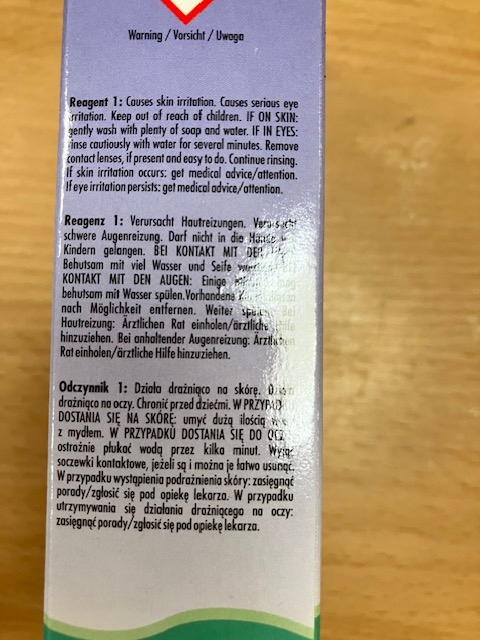 Warning / Vorsicht / Uwaga
Reagent 1: Causes skin irritation. Causes serious eye
irritation. Keep out of reach of children. IF ON SKIN:
gently wash with plenty of soap and water. IF IN EYES:
rinse cautiously with water for several minutes. Remove
contact lenses, if present and easy to do. Continue rinsing.
If skin irritation occurs: get medical advice/attention.
If eye irritation persists: get medical advice/attention.
Reagenz 1: Verursacht Hautreizungen. Verursacht
schwere Augenreizung. Darf nicht in die Hände
Kindern gelangen. BEI KONTAKT MIT DER
Behutsam mit viel Wasser und Seife
KONTAKT MIT DEN AUGEN: Einige
behutsam mit Wasser spülen. Vorhandene
nach Möglichkeit entfernen. Weiter spülen. Bei
Hautreizung: Ärztlichen Rat einholen/ärztliche Hilfe
hinzuziehen. Bei anhaltender Augenreizung: Ärztlichen
Rat einholen/ärztliche Hilfe hinzuziehen.
Odczynnik 1: Działa drażniąco na skórę. Działa
drażniąco na oczy. Chronić przed dziećmi. W PRZYPADKU
DOSTANIA SIĘ NA SKÓRĘ: umyć dużą ilością
z mydłem. W PRZYPADKU DOSTANIA SIĘ DO OCZU:
ostrożnie płukać wodą przez kilka minut. Wyjąć
soczewki kontaktowe, jeżeli są i można je łatwo usunąć.
W przypadku wystąpienia podrażnienia skóry: zasięgnąć
porady/zgłosić się pod opiekę lekarza. W przypadku
utrzymywania się działania drażniącego na oczy:
zasięgnąć porady/zgłosić się pod opiekę lekarza.